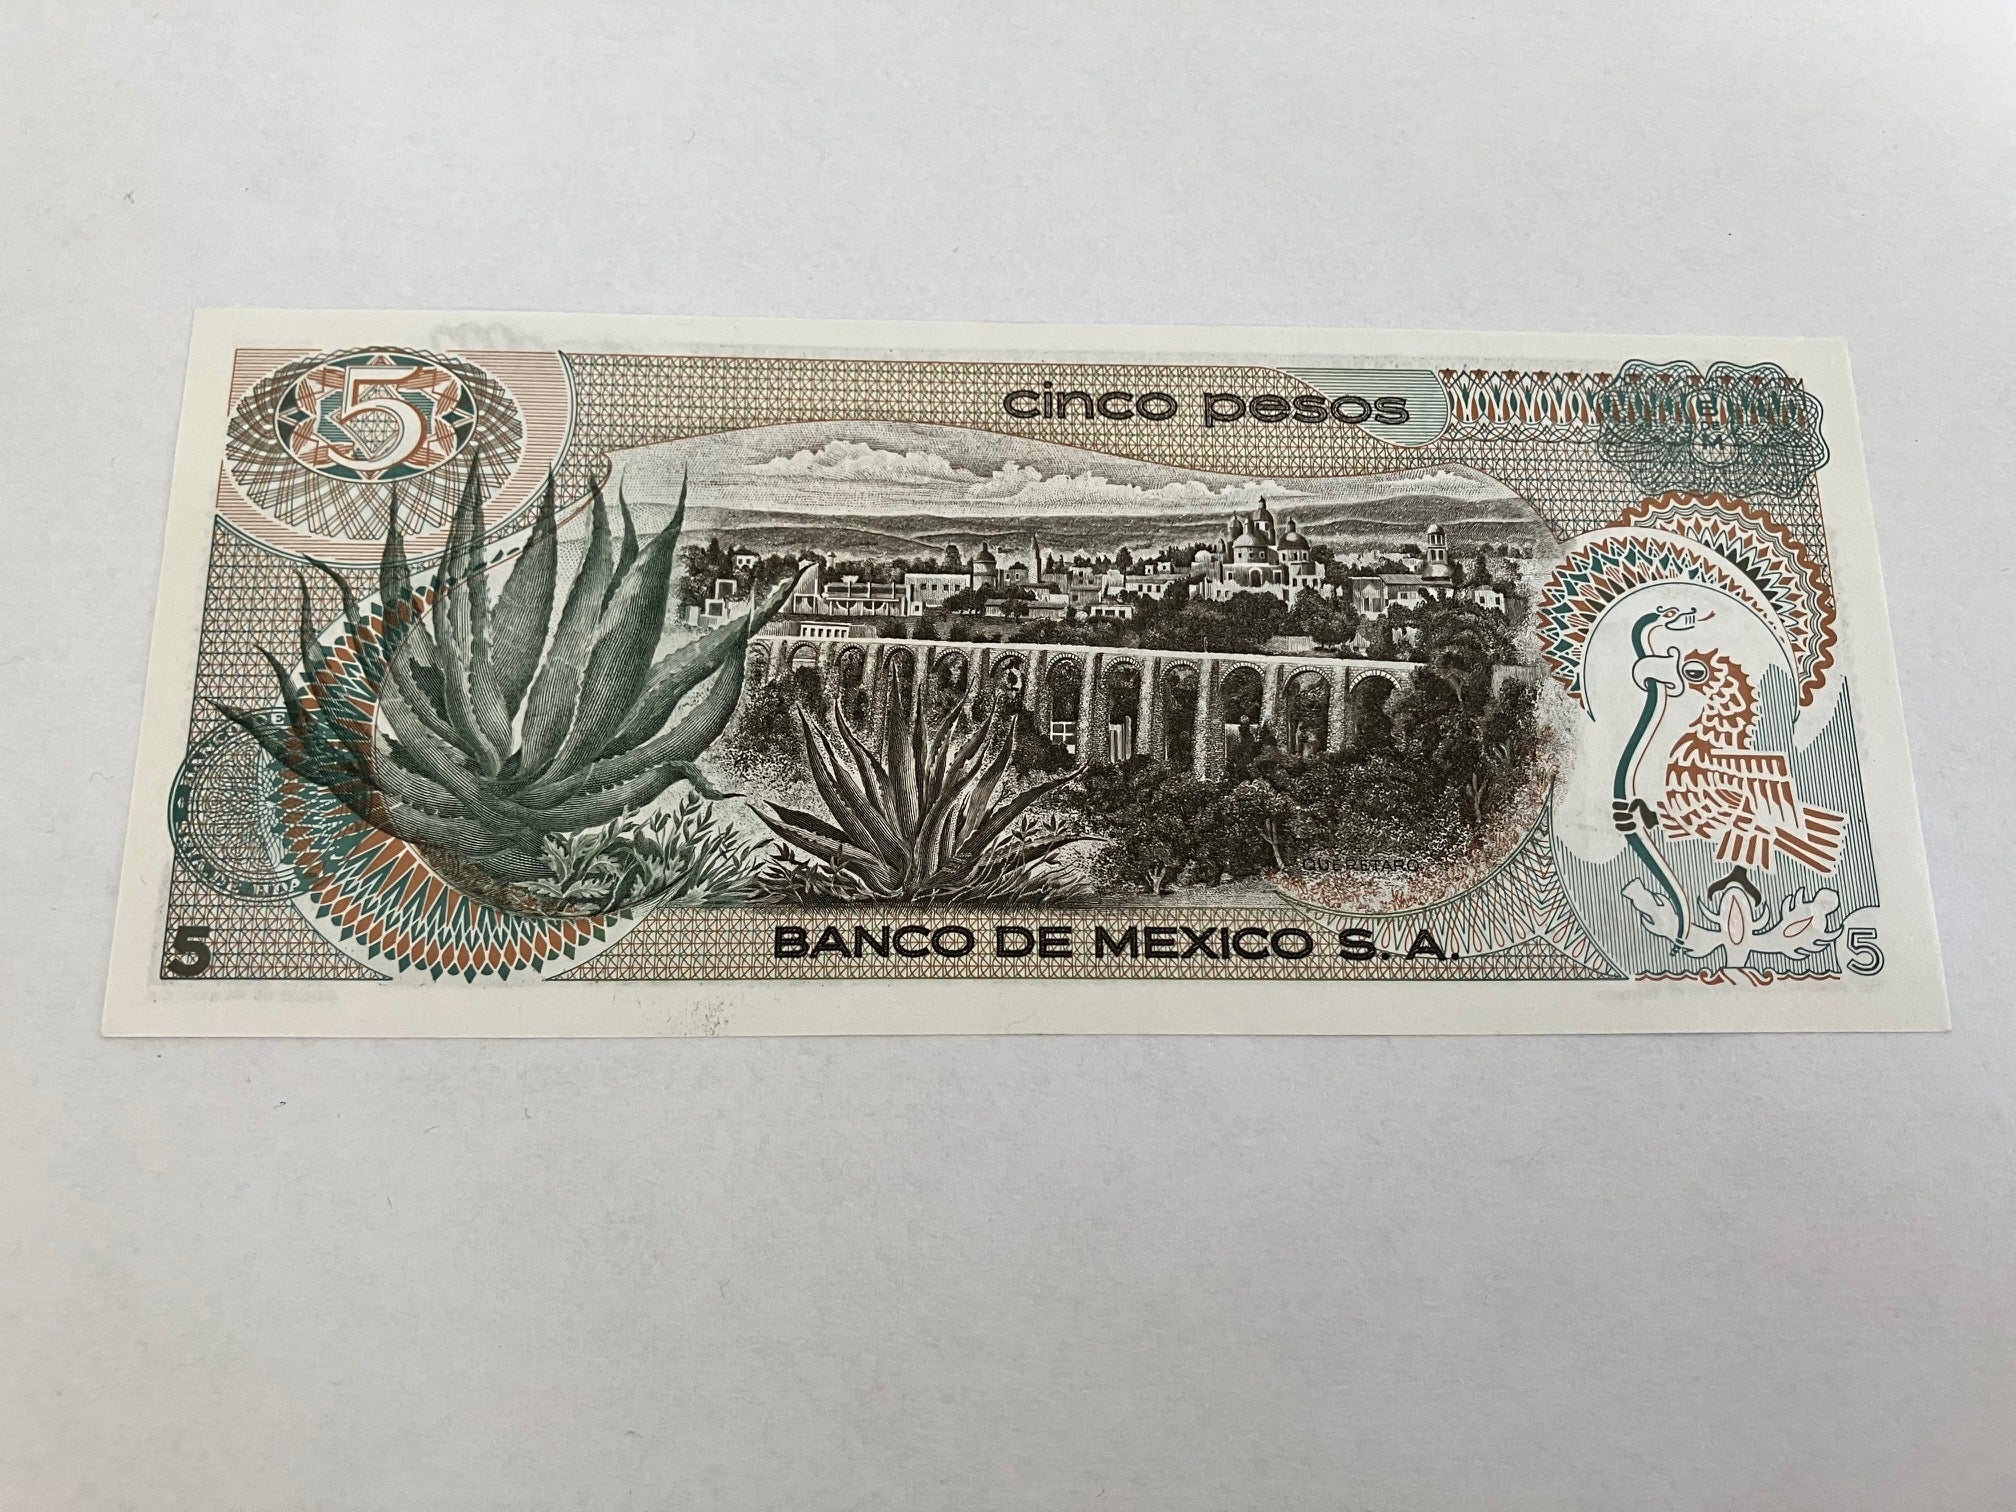 5
cinco pesos
B
M
QUERETARO
BANCO DE MEXICO S. A.
5
5